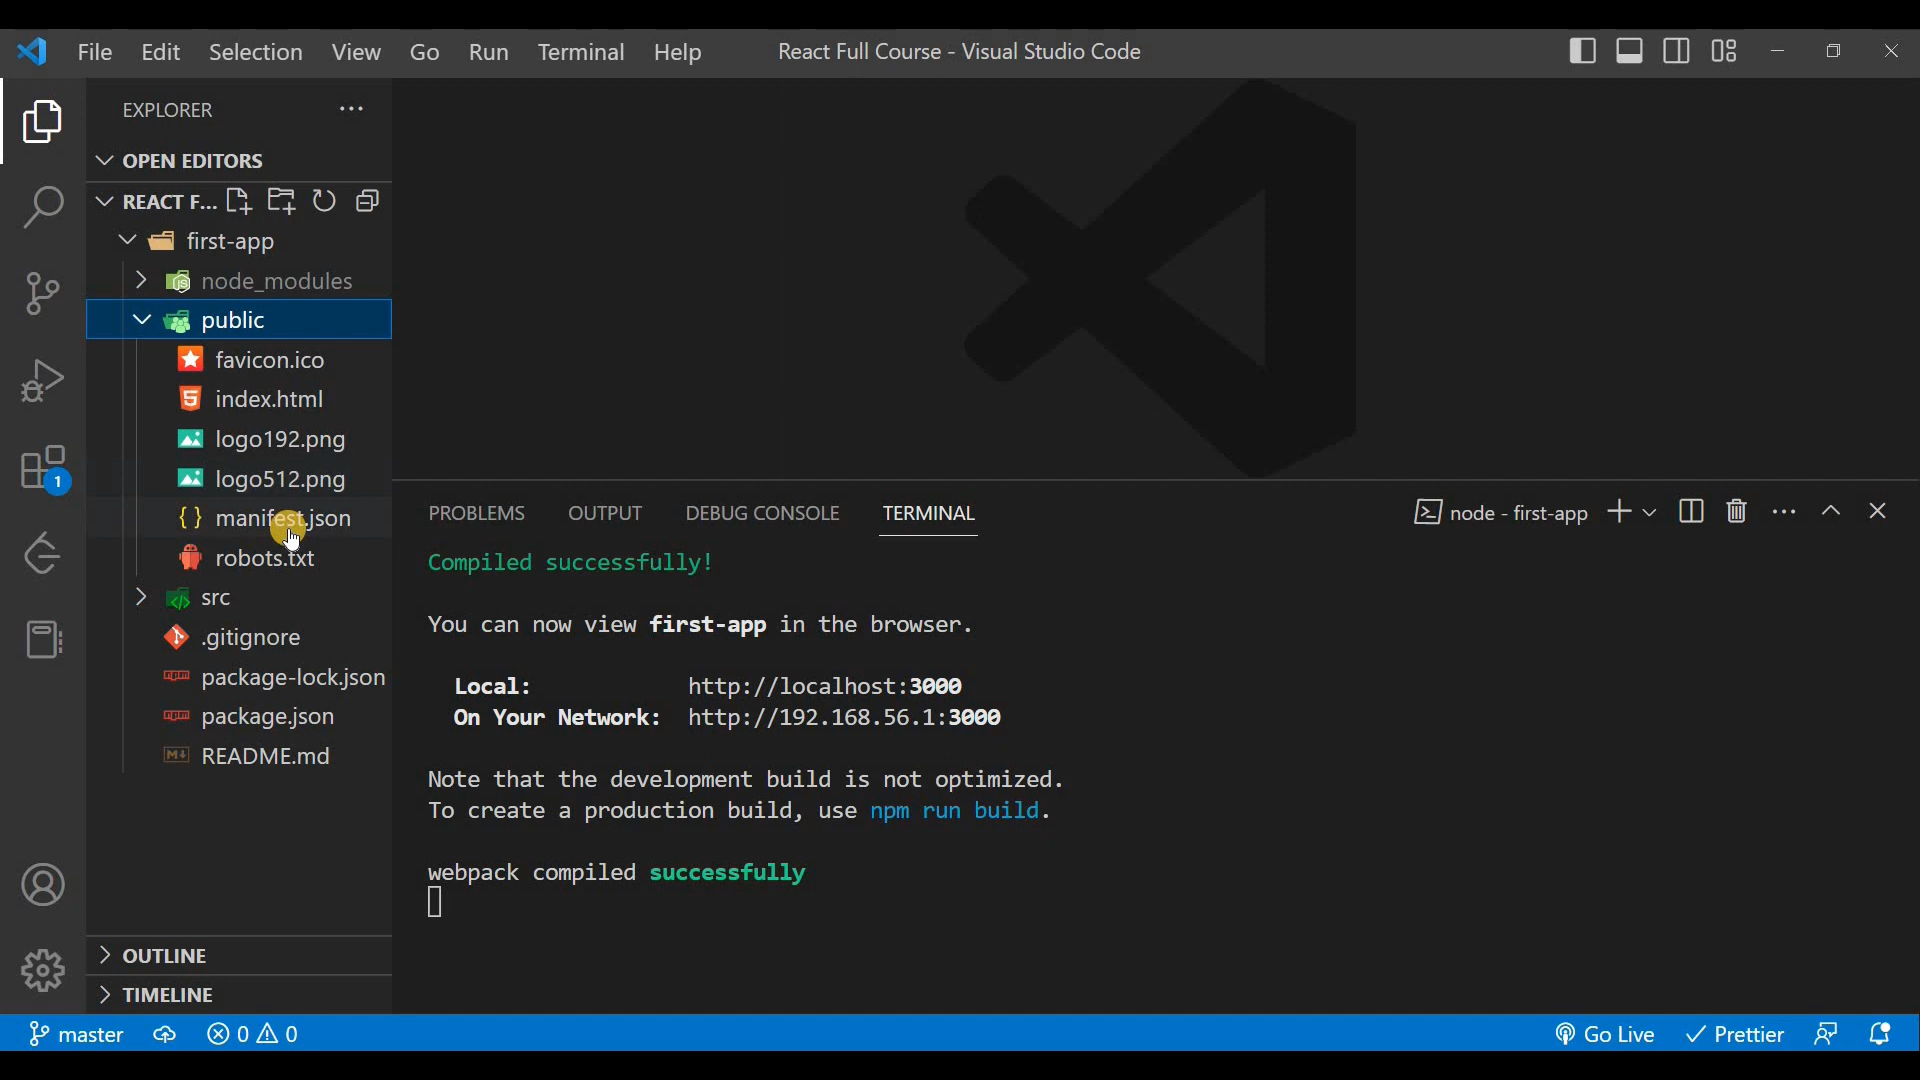 File Edit Selection View Go Run Terminal Help React Full Course - Visual Studio Code
EXPLORER
OPEN EDITORS
REACT F...
first-app
node_modules
public
favicon.ico
index.html
logo192.png
logo512.png
manifest.json
robots.txt
src
.gitignore
package-lock.json
package.json
README.md
OUTLINE
TIMELINE
1
PROBLEMS OUTPUT DEBUG CONSOLE TERMINAL node - first-app
Compiled successfully!
You can now view first-app in the browser.
Local: http://localhost:3000
On Your Network: http://192.168.56.1:3000
Note that the development build is not optimized.
To create a production build, use npm run build.
webpack compiled successfully
master 0 0 Go Live Prettier